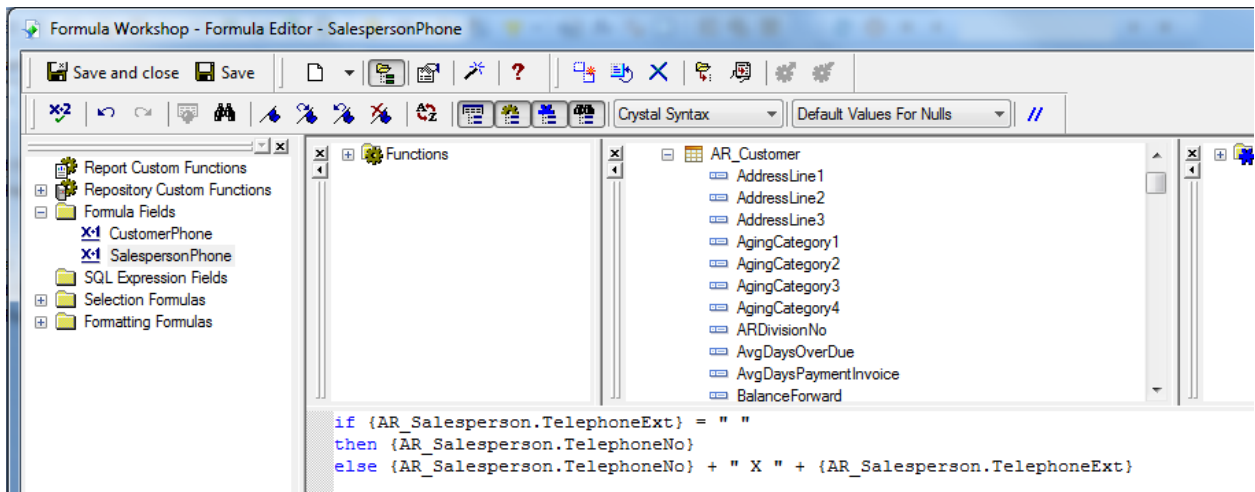 Formula Workshop - Formula Editor - SalespersonPhone
Save and close Save
Crystal Syntax Default Values For Nulls //
Report Custom Functions
Repository Custom Functions
Formula Fields
CustomerPhone
SalespersonPhone
SQL Expression Fields
Selection Formulas
Formatting Formulas
Functions
AR_Customer
AddressLine1
AddressLine2
AddressLine3
AgingCategory1
AgingCategory2
AgingCategory3
AgingCategory4
ARDivisionNo
AvgDaysOverDue
AvgDaysPaymentInvoice
BalanceForward
if {AR_Salesperson.TelephoneExt} = " "
then {AR_Salesperson.TelephoneNo}
else {AR_Salesperson.TelephoneNo} + " X " + {AR_Salesperson.TelephoneExt}